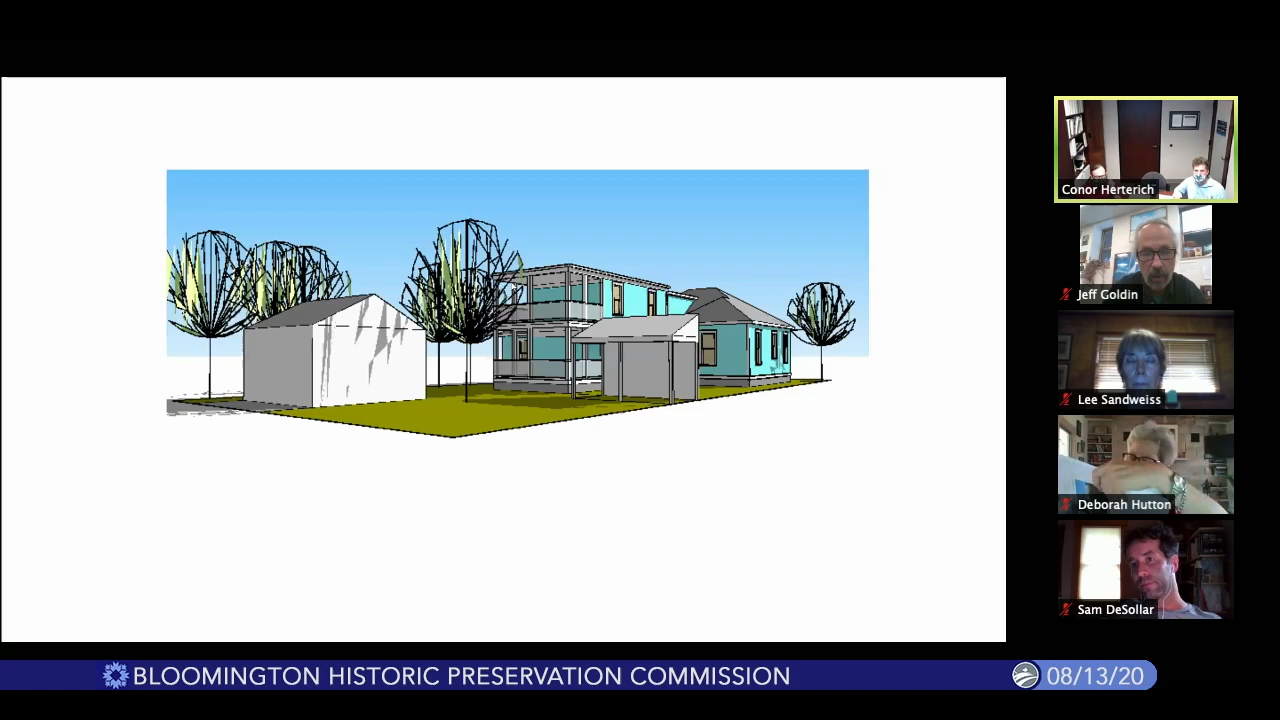 Conor Herterich
Jeff Goldin
Lee Sandweiss
Deborah Hutton
Sam DeSollar
BLOOMINGTON HISTORIC PRESERVATION COMMISSION
08/13/20